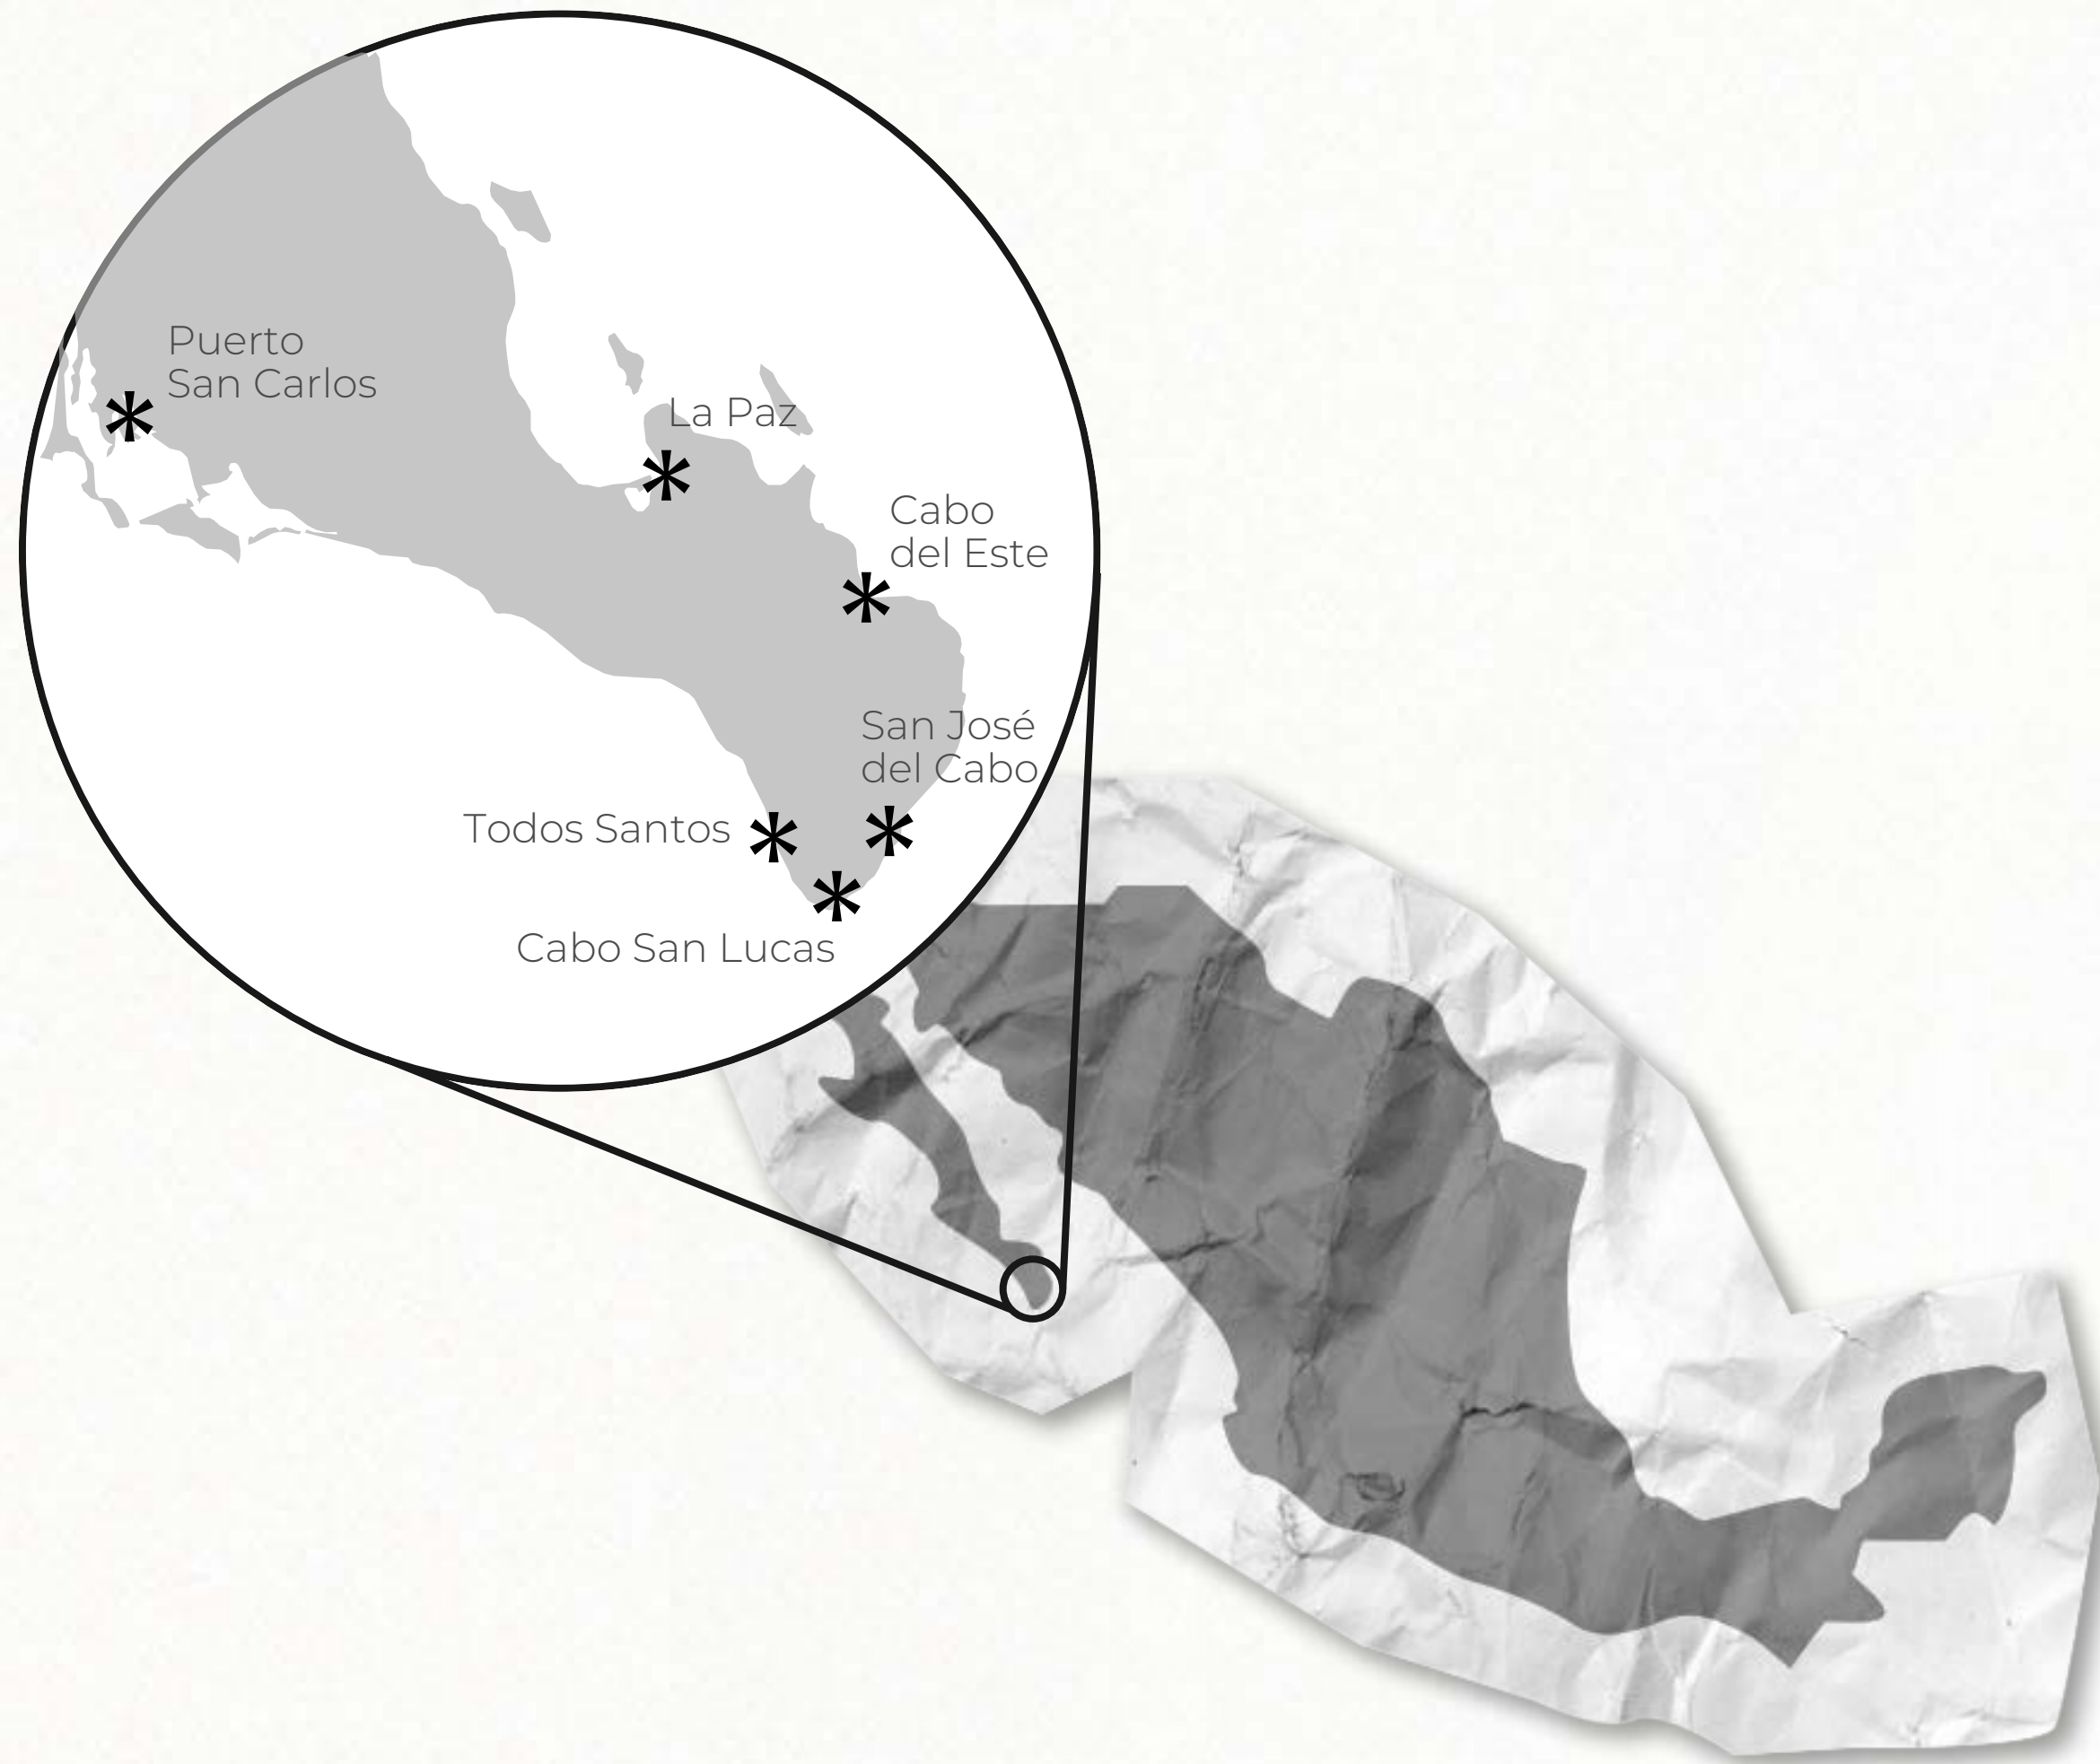 Puerto
San Carlos
La Paz
Cabo
del Este
San José
del Cabo
Todos Santos
Cabo San Lucas